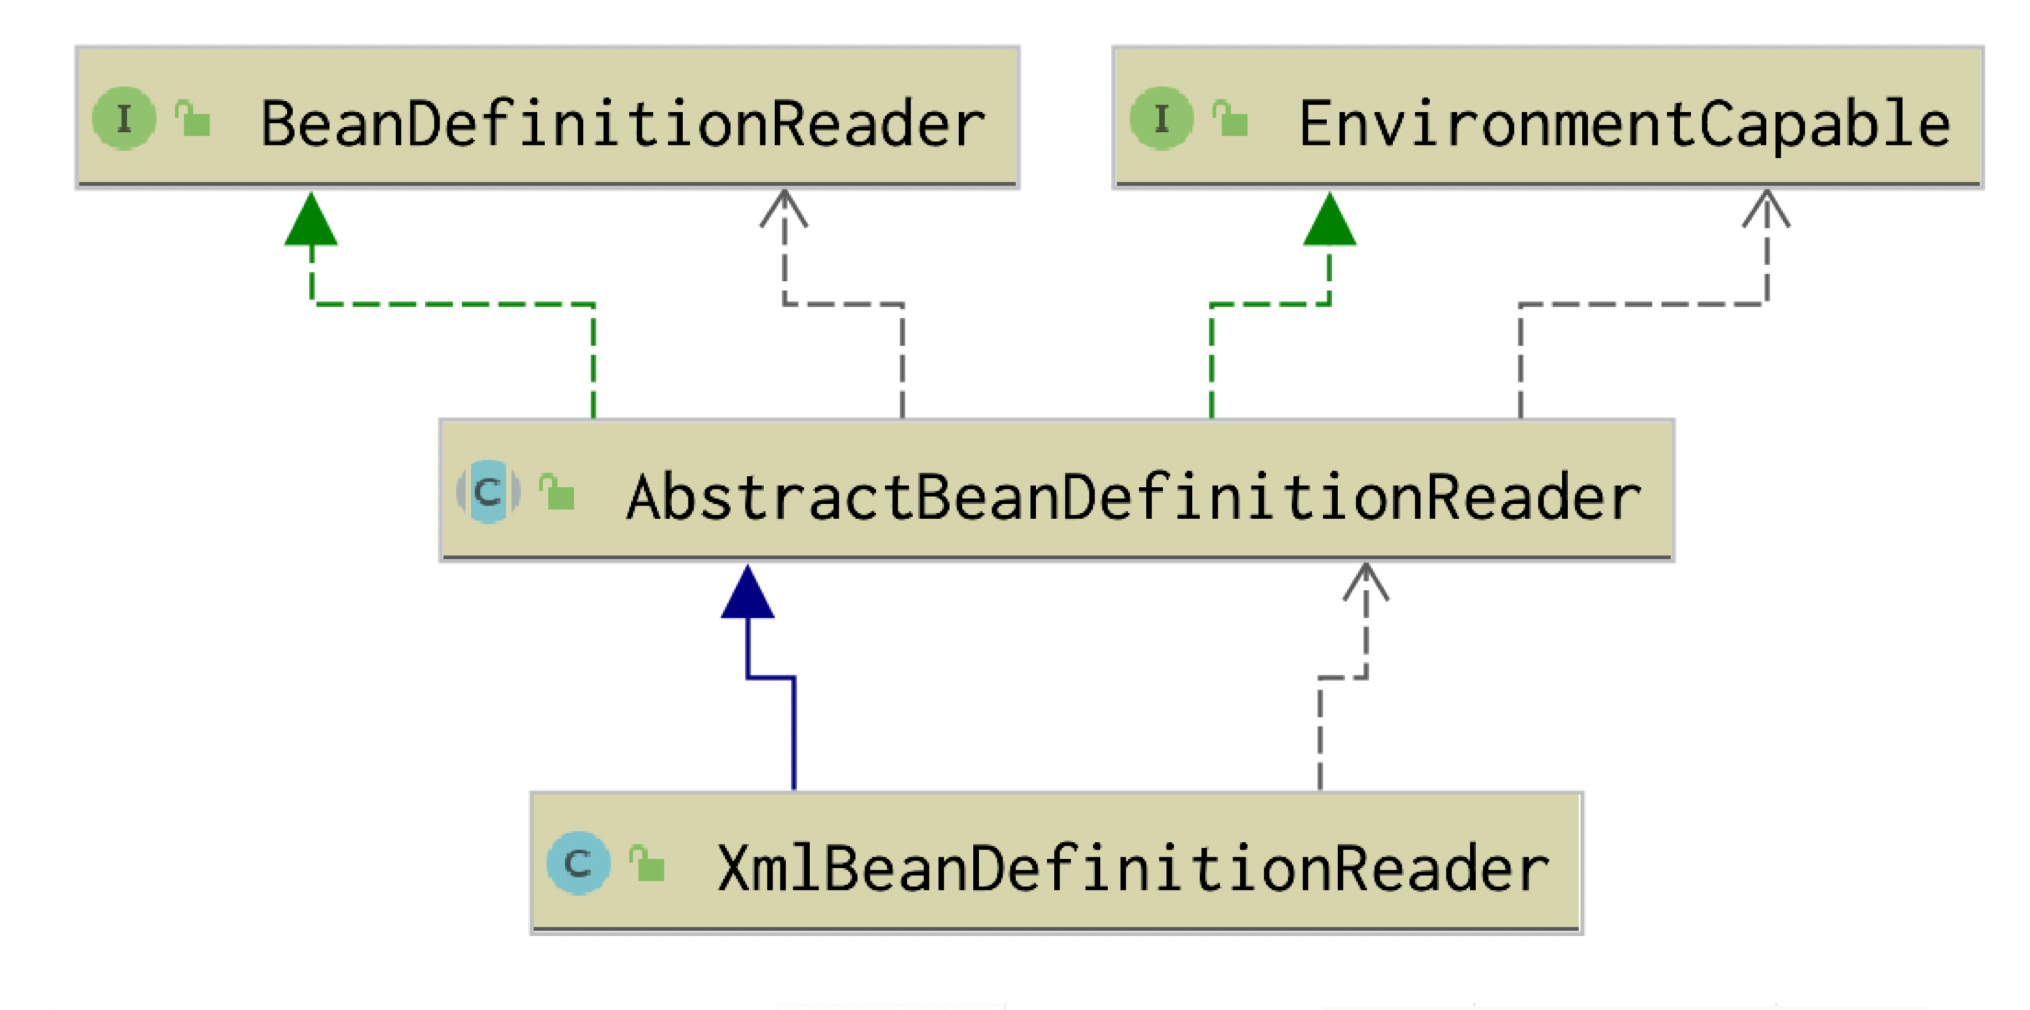 I BeanDefinitionReader
I EnvironmentCapable
C AbstractBeanDefinitionReader
C XmlBeanDefinitionReader